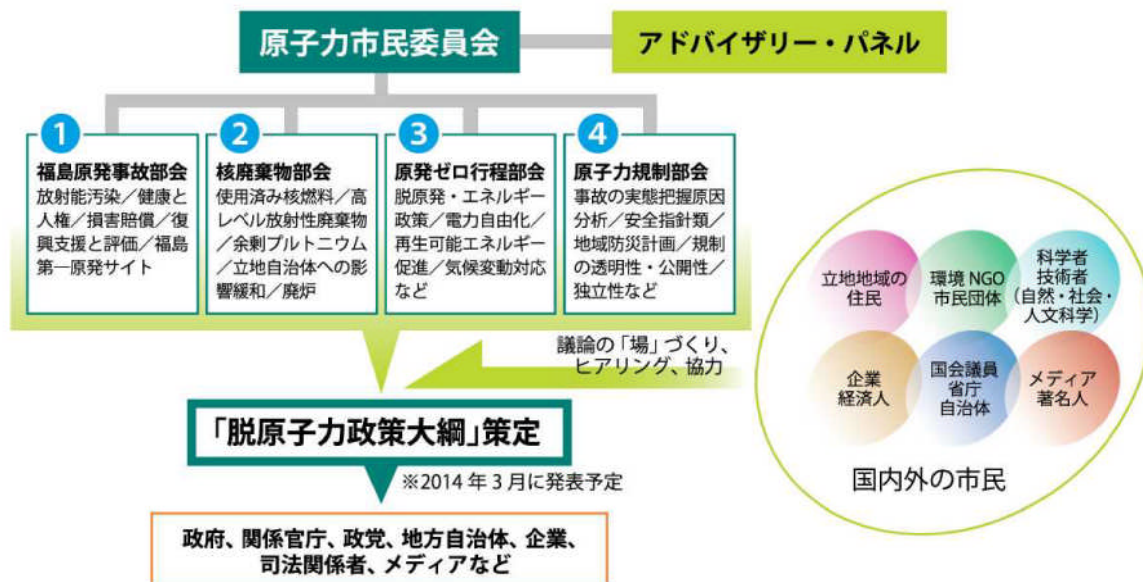 原子力市民委員会
アドバイザリー・パネル
1
福島原発事故部会
放射能汚染/健康と
人権/損害賠償/復
興支援と評価/福島
第一原発サイト
2
核廃棄物部会
使用済み核燃料/高
レベル放射性廃棄物
/余剰プルトニウム
/立地自治体への影
響緩和/廃炉
3
原発ゼロ行程部会
脱原発・エネルギー
政策/電力自由化/
再生可能エネルギー
促進/気候変動対応
など
4
原子力規制部会
事故の実態把握原因
分析/安全指針類/
地域防災計画/規制
の透明性・公開性/
独立性など
議論の「場」づくり、
ヒアリング、協力
「脱原子力政策大綱」策定
※2014年3月に発表予定
政府、関係官庁、政党、地方自治体、企業、
司法関係者、メディアなど
立地地域の
住民
環境NGO
市民団体
科学者
技術者
(自然・社会・
人文科学)
企業
経済人
国会議員
省庁
自治体
メディア
著名人
国内外の市民